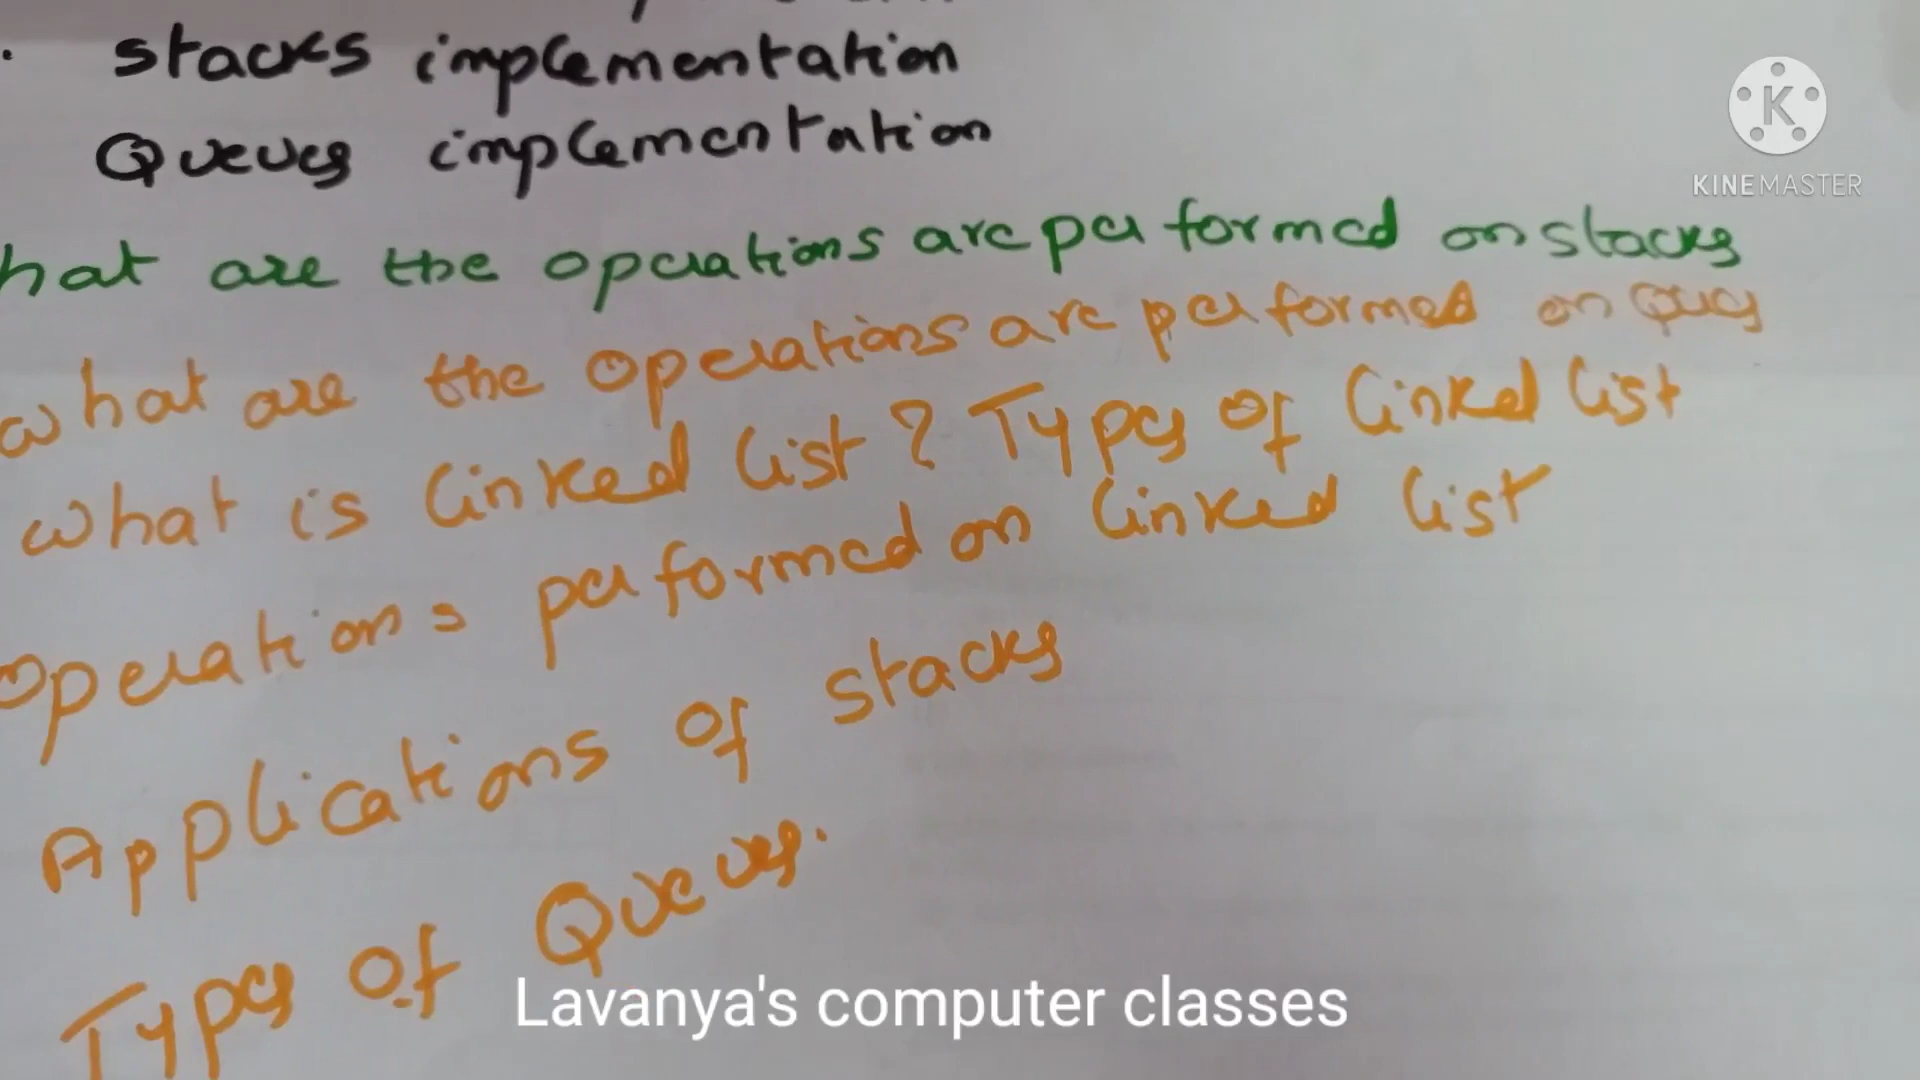 stacks implementation
Queues implementation
hat are the operations are performed on stacks
what are the operations are performed on Ques
what is linked list? Types of linked list
operations performed on linked list
Applications of stacks
Types of Queues.
Lavanya's computer classes
K
KINEMASTER